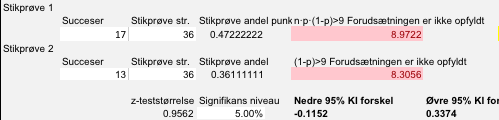 Stikprøve 1
Succeser Stikprøve str. Stikprøve andel punk n·p·(1-p)>9 Forudsætningen er ikke opfyldt
17 36 0.47222222 8.9722
Stikprøve 2
Succeser Stikprøve str. Stikprøve andel (1-p)>9 Forudsætningen er ikke opfyldt
13 36 0.36111111 8.3056
z-teststørrelse Signifikans niveau Nedre 95% KI forskel Øvre 95% KI for
0.9562 5.00% -0.1152 0.3374